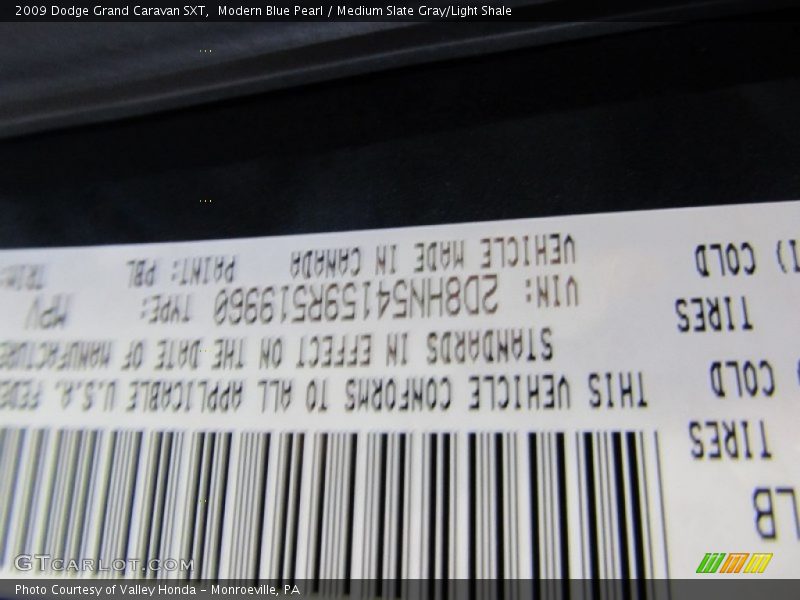 2009 Dodge Grand Caravan SXT, Modern Blue Pearl / Medium Slate Gray/Light Shale
LB
TIRES
COLD
TIRES
COLD
THIS VEHICLE CONFORMS TO ALL APPLICABLE U.S.A.
STANDARDS IN EFFECT ON THE DATE OF
VIN: 2D8HN54159R519960 TYPE: MPV
VEHICLE MADE IN CANADA PAINT: PBL TRIM:
GTcarlot.com
Photo Courtesy of Valley Honda - Monroeville, PA